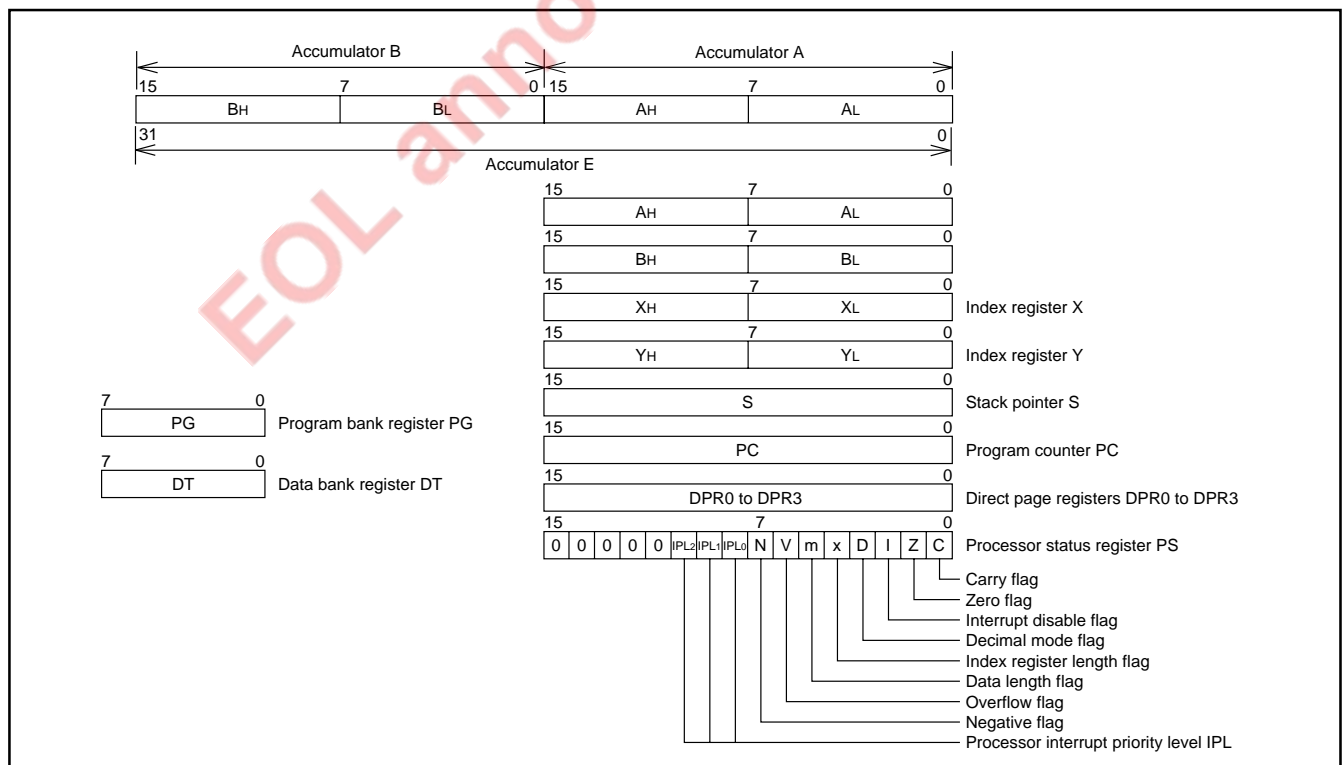 EOL anno
Accumulator B Accumulator A
15 7 0 15 7 0
BH BL AH AL
31 0
Accumulator E
15 7 0
AH AL
15 7 0
BH BL
15 7 0
XH XL Index register X
15 7 0
YH YL Index register Y
15 0
S Stack pointer S
7 0
PG Program bank register PG
15 0
PC Program counter PC
7 0
DT Data bank register DT
15 0
DPR0 to DPR3 Direct page registers DPR0 to DPR3
15 7 0
0 0 0 0 0 IPL2 IPL1 IPL0 N V m x D I Z C Processor status register PS
Carry flag
Zero flag
Interrupt disable flag
Decimal mode flag
Index register length flag
Data length flag
Overflow flag
Negative flag
Processor interrupt priority level IPL